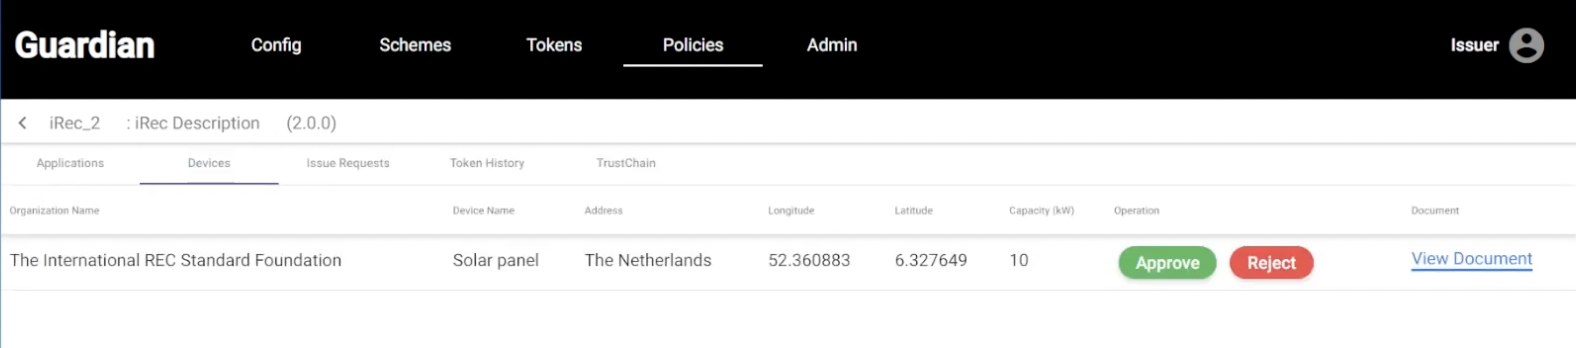 Guardian Config Schemes Tokens Policies Admin Issuer
iRec_2 : iRec Description (2.0.0)
Applications Devices Issue Requests Token History TrustChain
Organization Name Device Name Address Longitude Latitude Capacity (kW) Operation Document
The International REC Standard Foundation Solar panel The Netherlands 52.360883 6.327649 10 Approve Reject View Document